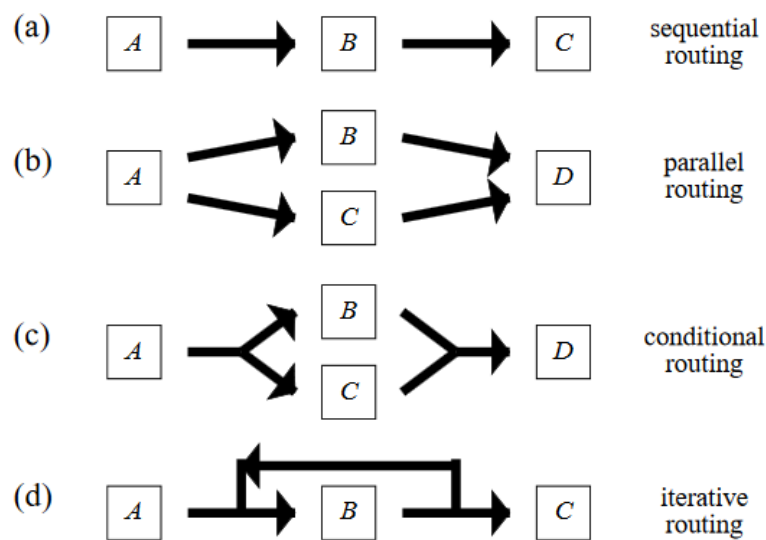 (a) A B C sequential
routing
B
(b) A D parallel
routing
C
B
(c) A D conditional
routing
C
(d) A B C iterative
routing